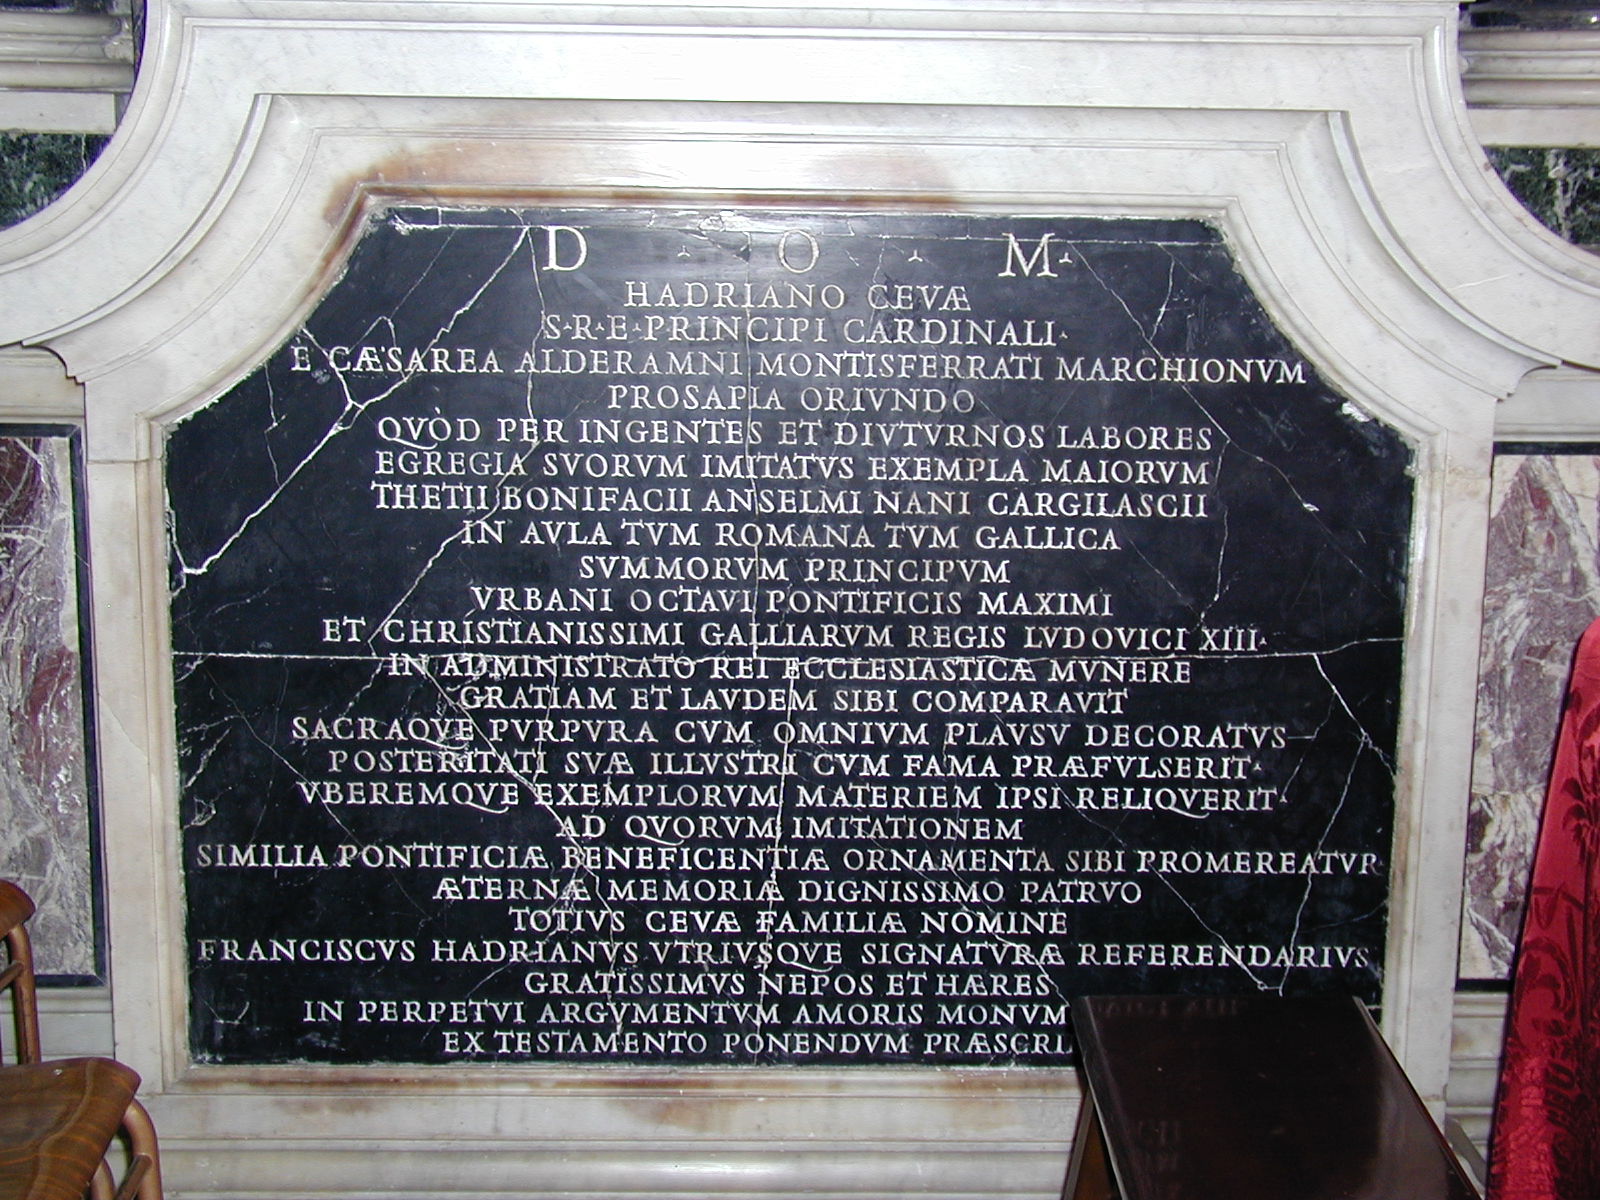 D · O · M ·
HADRIANO CEVÆ
S·R·E·PRINCIPI CARDINALI·
È CÆSAREA ALDERAMNI MONTISFERRATI MARCHIONVM
PROSAPIA ORIVNDO
QVÒD PER INGENTES ET DIVTVRNOS LABORES
EGREGIA SVORVM IMITATVS EXEMPLA MAIORVM
THETII BONIFACII ANSELMI NANI CARGILASCII
IN AVLA TVM ROMANA TVM GALLICA
SVMMORVM PRINCIPVM
VRBANI OCTAVI PONTIFICIS MAXIMI
ET CHRISTIANISSIMI GALLIARVM REGIS LVDOVICI XIII·
IN ADMINISTRATO REI ECCLESIASTICÆ MVNERE
GRATIAM ET LAVDEM SIBI COMPARAVIT
SACRAQVE PVRPVRA CVM OMNIVM PLAVSV DECORATVS
POSTERITATI SVÆ ILLVSTRI CVM FAMA PRÆFVLSERIT·
VBEREMQVE EXEMPLORVM MATERIEM IPSI RELIQVERIT·
AD QVORVM IMITATIONEM
SIMILIA PONTIFICIÆ BENEFICENTIÆ ORNAMENTA SIBI PROMEREATVR
ÆTERNÆ MEMORIÆ DIGNISSIMO PATRVO
TOTIVS CEVÆ FAMILIÆ NOMINE
FRANCISCVS HADRIANVS VTRIVSQVE SIGNATVRÆ REFERENDARIVS
GRATISSIMVS NEPOS ET HÆRES
IN PERPETVI ARGVMENTVM AMORIS
EX TESTAMENTO PONENDVM